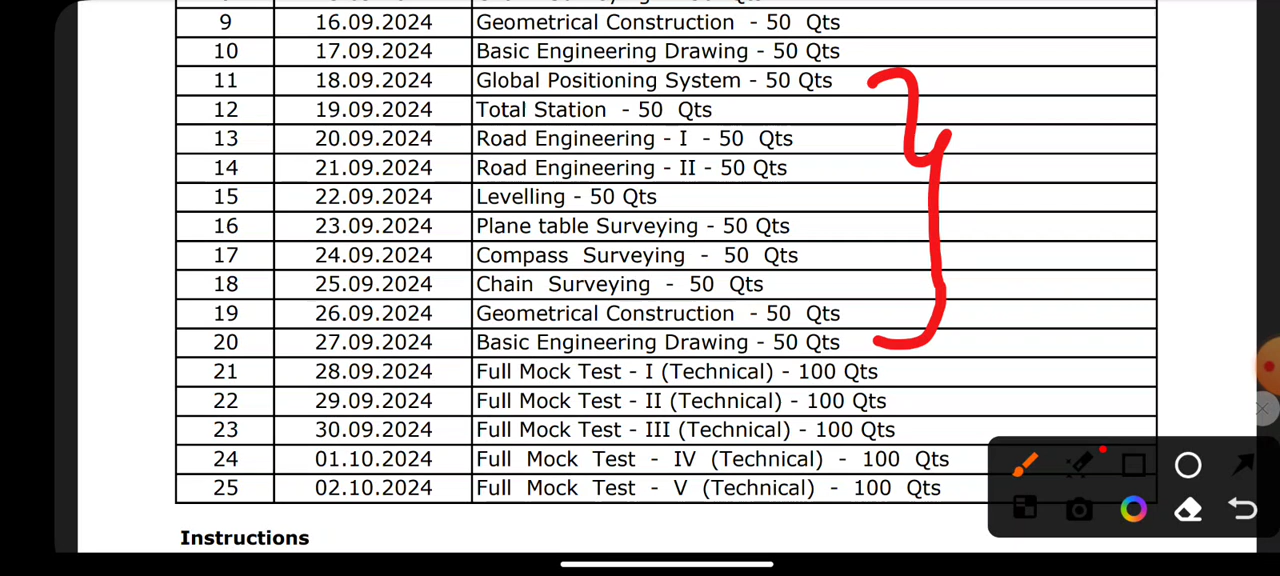 9 16.09.2024 Geometrical Construction - 50 Qts
10 17.09.2024 Basic Engineering Drawing - 50 Qts
11 18.09.2024 Global Positioning System - 50 Qts
12 19.09.2024 Total Station - 50 Qts
13 20.09.2024 Road Engineering - I - 50 Qts
14 21.09.2024 Road Engineering - II - 50 Qts
15 22.09.2024 Levelling - 50 Qts
16 23.09.2024 Plane table Surveying - 50 Qts
17 24.09.2024 Compass Surveying - 50 Qts
18 25.09.2024 Chain Surveying - 50 Qts
19 26.09.2024 Geometrical Construction - 50 Qts
20 27.09.2024 Basic Engineering Drawing - 50 Qts
21 28.09.2024 Full Mock Test - I (Technical) - 100 Qts
22 29.09.2024 Full Mock Test - II (Technical) - 100 Qts
23 30.09.2024 Full Mock Test - III (Technical) - 100 Qts
24 01.10.2024 Full Mock Test - IV (Technical) - 100 Qts
25 02.10.2024 Full Mock Test - V (Technical) - 100 Qts
Instructions